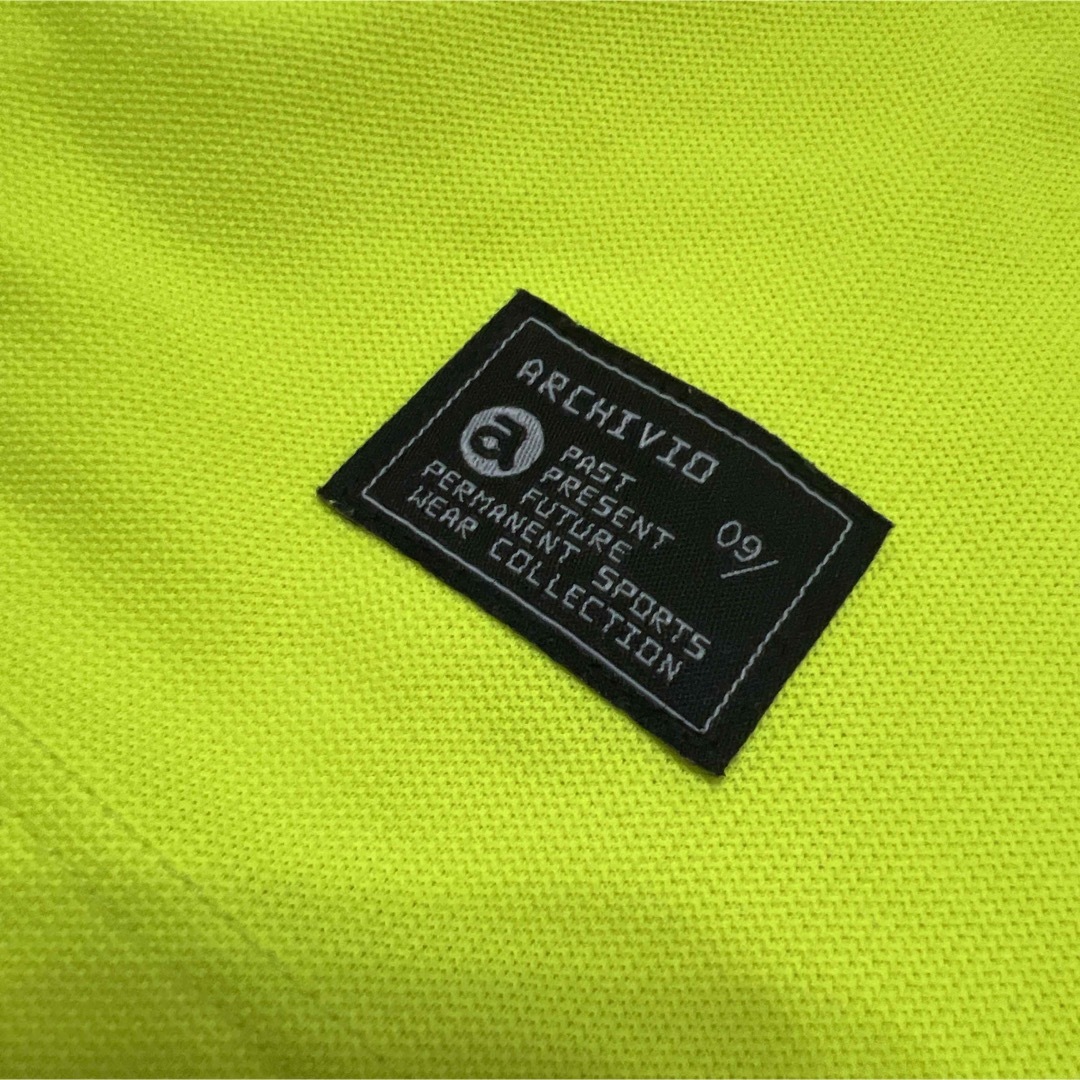 ARCHIVIO
a
PAST
PRESENT
FUTURE
09/
PERMANENT SPORTS
WEAR COLLECTION